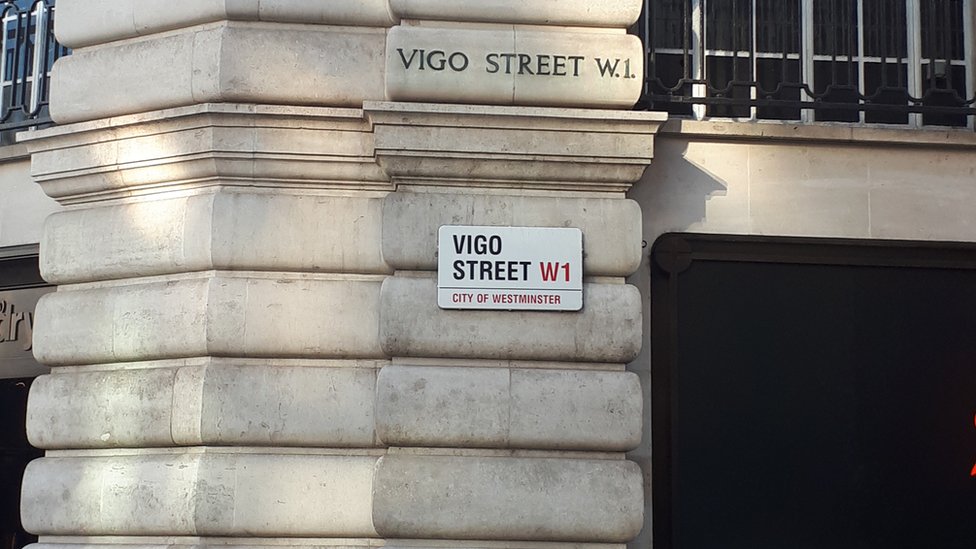 VIGO STREET W.1.
VIGO
STREET W1
CITY OF WESTMINSTER